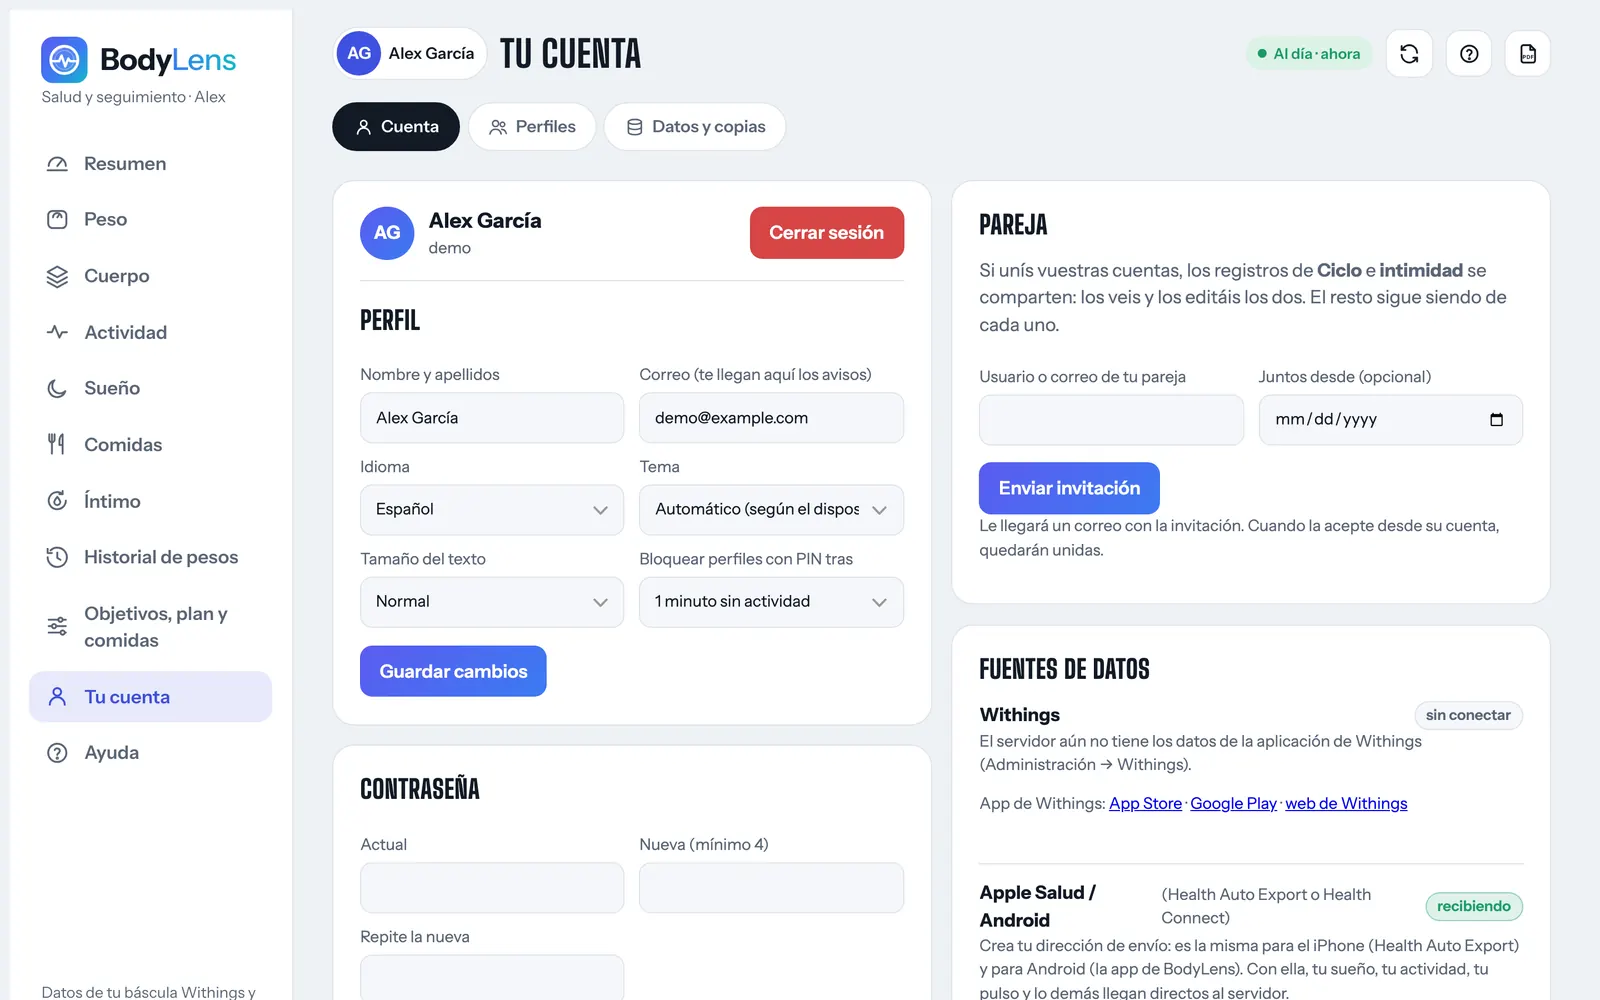 BodyLens
Salud y seguimiento · Alex
Resumen
Peso
Cuerpo
Actividad
Sueño
Comidas
Íntimo
Historial de pesos
Objetivos, plan y
comidas
Tu cuenta
Ayuda
Datos de tu báscula Withings y
AG Alex García TU CUENTA
Al día · ahora
PDF
Cuenta
Perfiles
Datos y copias
AG
Alex García
demo
Cerrar sesión
PERFIL
Nombre y apellidos
Alex García
Correo (te llegan aquí los avisos)
demo@example.com
Idioma
Español
Tema
Automático (según el dispos
Tamaño del texto
Normal
Bloquear perfiles con PIN tras
1 minuto sin actividad
Guardar cambios
CONTRASEÑA
Actual
Nueva (mínimo 4)
Repite la nueva
PAREJA
Si unís vuestras cuentas, los registros de Ciclo e intimidad se
comparten: los veis y los editáis los dos. El resto sigue siendo de
cada uno.
Usuario o correo de tu pareja
Juntos desde (opcional)
mm/dd/yyyy
Enviar invitación
Le llegará un correo con la invitación. Cuando la acepte desde su cuenta,
quedarán unidas.
FUENTES DE DATOS
Withings
sin conectar
El servidor aún no tiene los datos de la aplicación de Withings
(Administración → Withings).
App de Withings: App Store · Google Play · web de Withings
Apple Salud /
Android
(Health Auto Export o Health
Connect)
recibiendo
Crea tu dirección de envío: es la misma para el iPhone (Health Auto Export)
y para Android (la app de BodyLens). Con ella, tu sueño, tu actividad, tu
pulso y lo demás llegan directos al servidor.